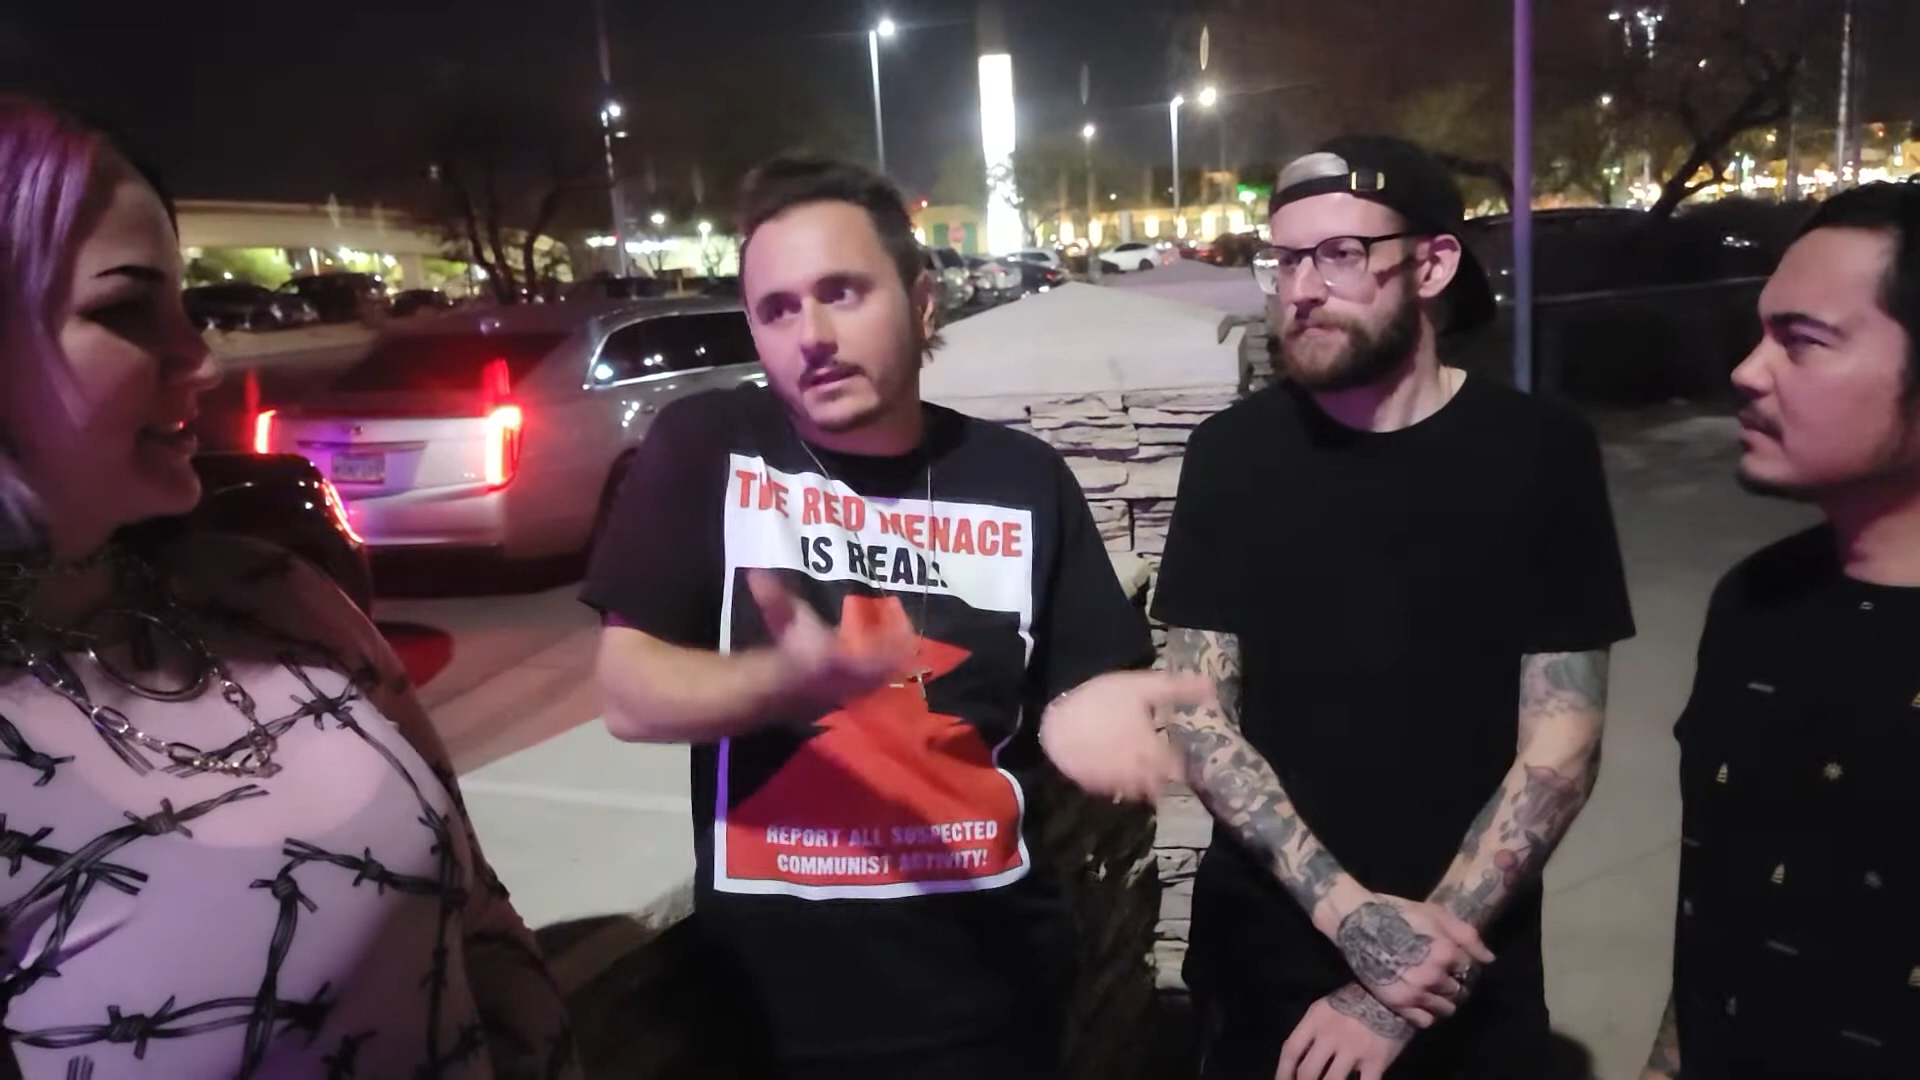 THE RED MENACE
IS REAL.
REPORT ALL SUSPECTED
COMMUNIST ACTIVITY!